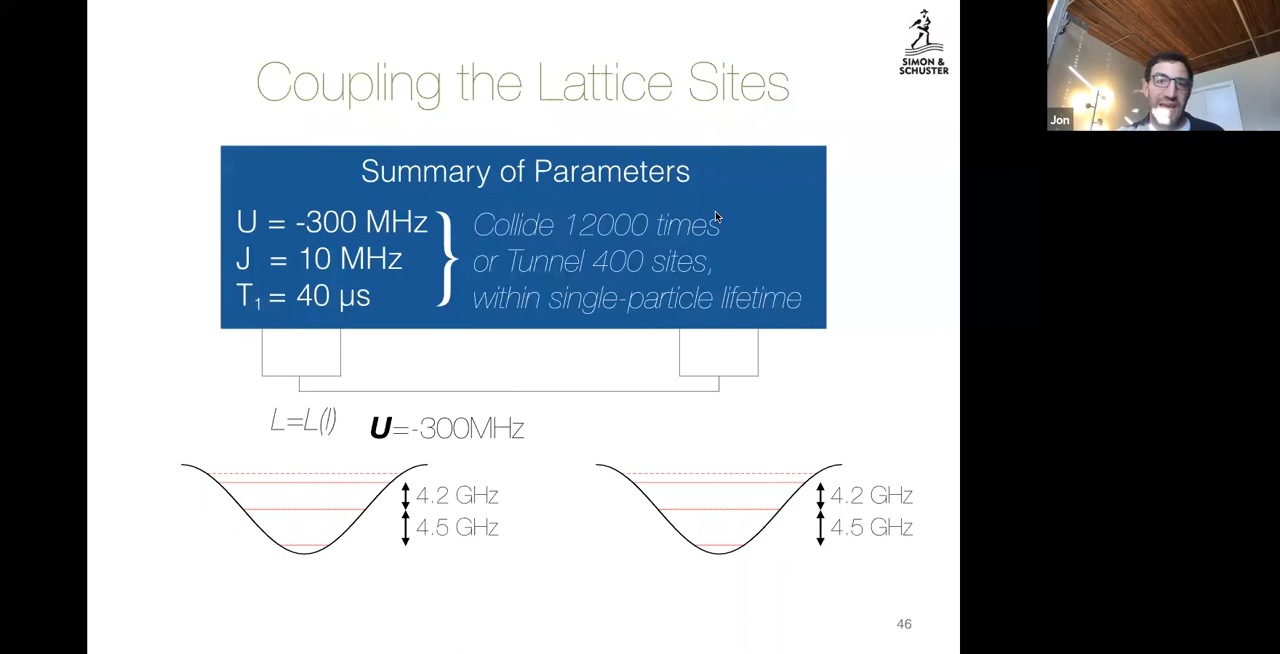 SIMON &
SCHUSTER
Coupling the Lattice Sites
Summary of Parameters
U = -300 MHz
J = 10 MHz
T₁ = 40 μs
Collide 12000 times
or Tunnel 400 sites,
within single-particle lifetime
L=L(I)
U=-300MHz
4.2 GHz
4.5 GHz
4.2 GHz
4.5 GHz
46
Jon